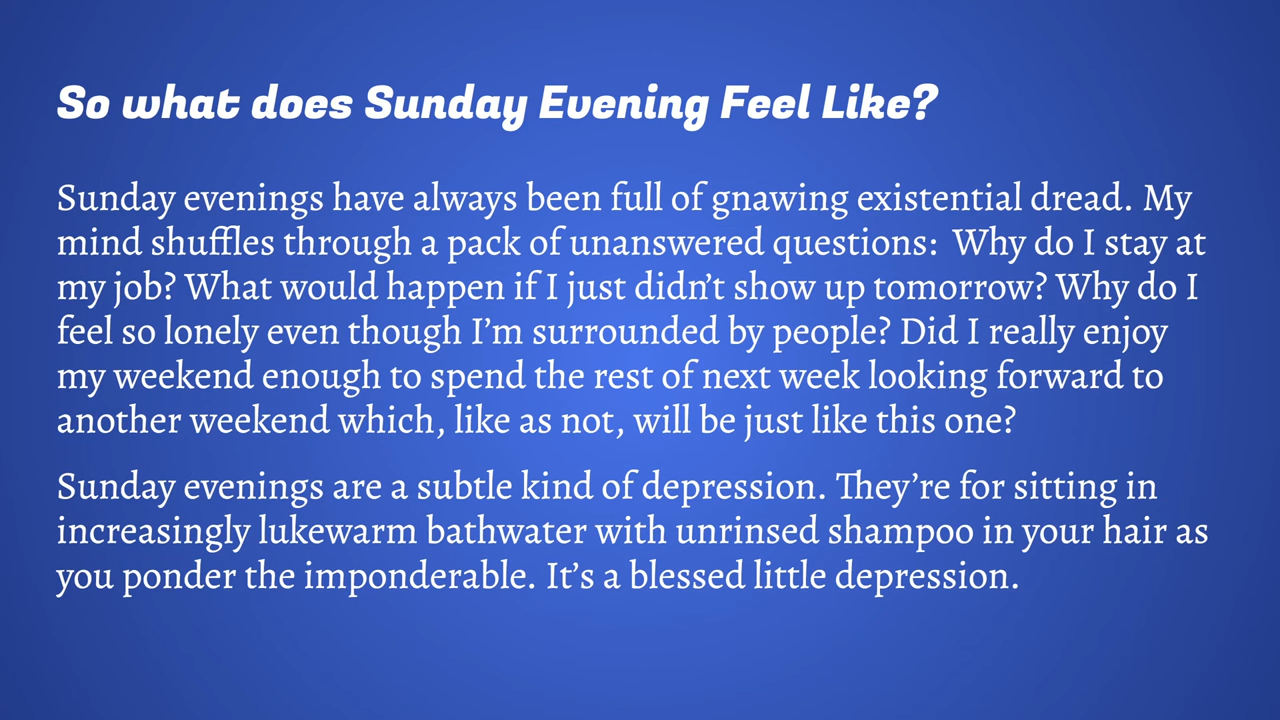 So what does Sunday Evening Feel Like?
Sunday evenings have always been full of gnawing existential dread. My
mind shuffles through a pack of unanswered questions:  Why do I stay at
my job? What would happen if I just didn’t show up tomorrow? Why do I
feel so lonely even though I’m surrounded by people? Did I really enjoy
my weekend enough to spend the rest of next week looking forward to
another weekend which, like as not, will be just like this one?
Sunday evenings are a subtle kind of depression. They’re for sitting in
increasingly lukewarm bathwater with unrinsed shampoo in your hair as
you ponder the imponderable. It’s a blessed little depression.